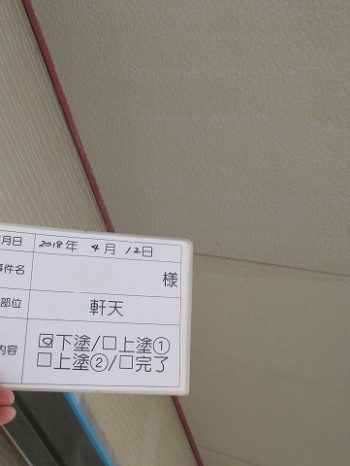 月日 2018年 4月 12日
件名 様
部位 軒天
内容 ☑下塗/□上塗①
□上塗②/□完了